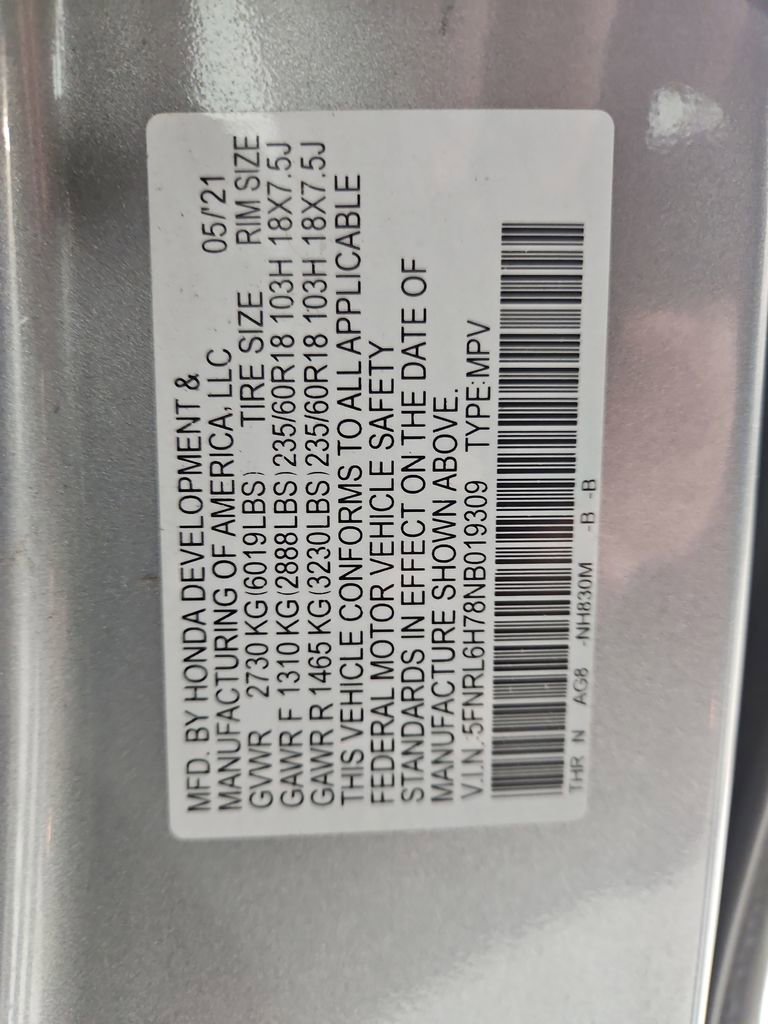 MFD. BY HONDA DEVELOPMENT &
MANUFACTURING OF AMERICA, LLC 05/'21
GVWR 2730 KG(6019LBS) TIRE SIZE RIM SIZE
GAWR F 1310 KG(2888LBS) 235/60R18 103H 18X7.5J
GAWR R 1465 KG(3230LBS) 235/60R18 103H 18X7.5J
THIS VEHICLE CONFORMS TO ALL APPLICABLE
FEDERAL MOTOR VEHICLE SAFETY
STANDARDS IN EFFECT ON THE DATE OF
MANUFACTURE SHOWN ABOVE.
V.I.N.:5FNRL6H78NB019309 TYPE:MPV
THR N AG8 -NH830M -B -B